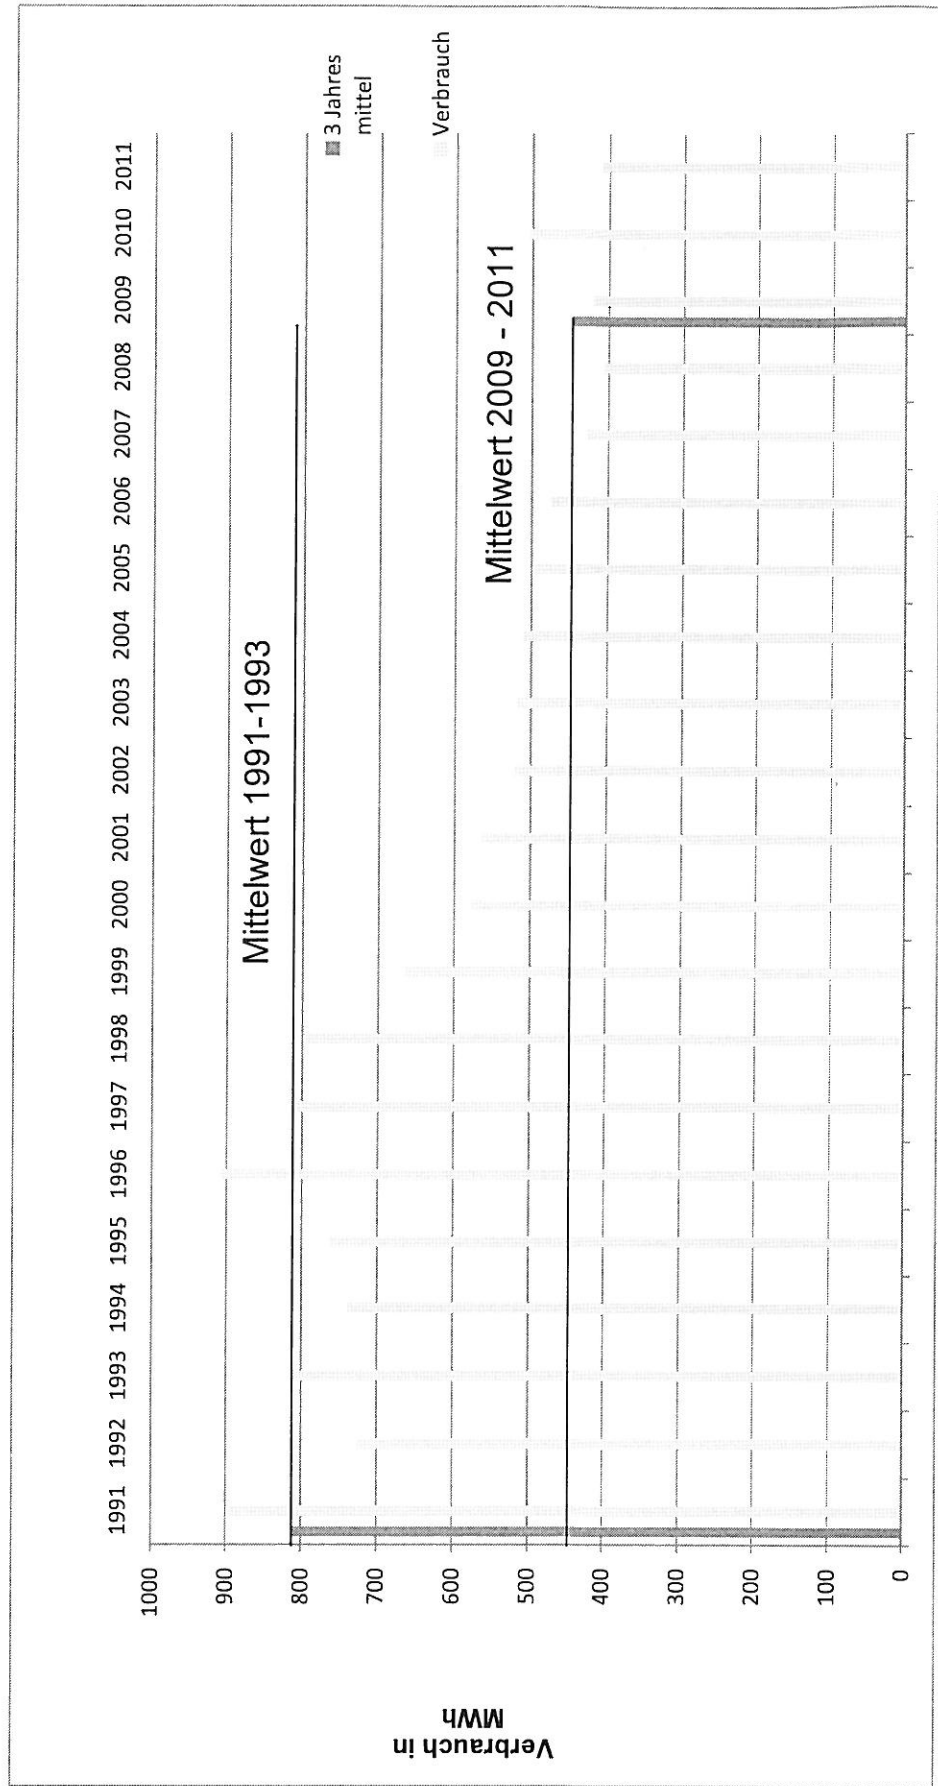 1991 1992 1993 1994 1995 1996 1997 1998 1999 2000 2001 2002 2003 2004 2005 2006 2007 2008 2009 2010 2011
1000
900
800
700
600
500
400
300
200
100
0
Verbrauch in
MWh
Mittelwert 1991-1993
Mittelwert 2009 - 2011
3 Jahres
mittel
Verbrauch